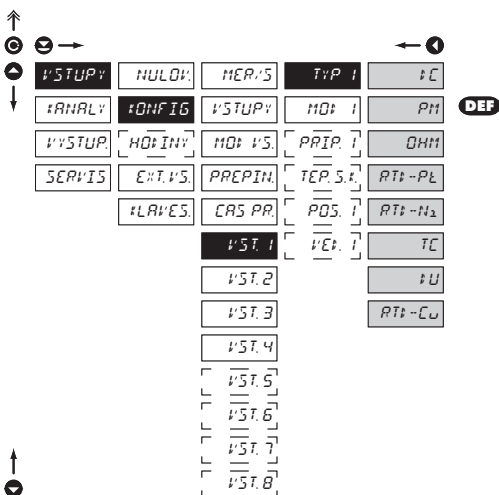 VSTUPY NULOV. MER/S TYP 1 DC
KANALY KONFIG VSTUPY MOD 1 PM DEF
VYSTUP. HODINY MOD VS. PRIP. 1 OHM
SERVIS EXT.VS. PREPIN. TEP.S.K. RTD-Pt
KLAVES. CAS PR. POS. 1 RTD-Ni
VST. 1 VED. 1 TC
VST. 2 DU
VST. 3 RTD-Cu
VST. 4
VST. 5
VST. 6
VST. 7
VST. 8